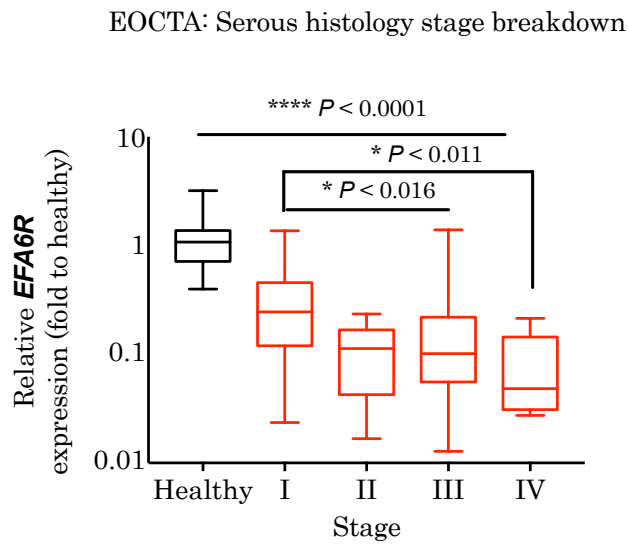 EOCTA: Serous histology stage breakdown
**** P < 0.0001
* P < 0.011
* P < 0.016
Relative EFA6R
expression (fold to healthy)
10
1
0.1
0.01
Healthy I II III IV
Stage